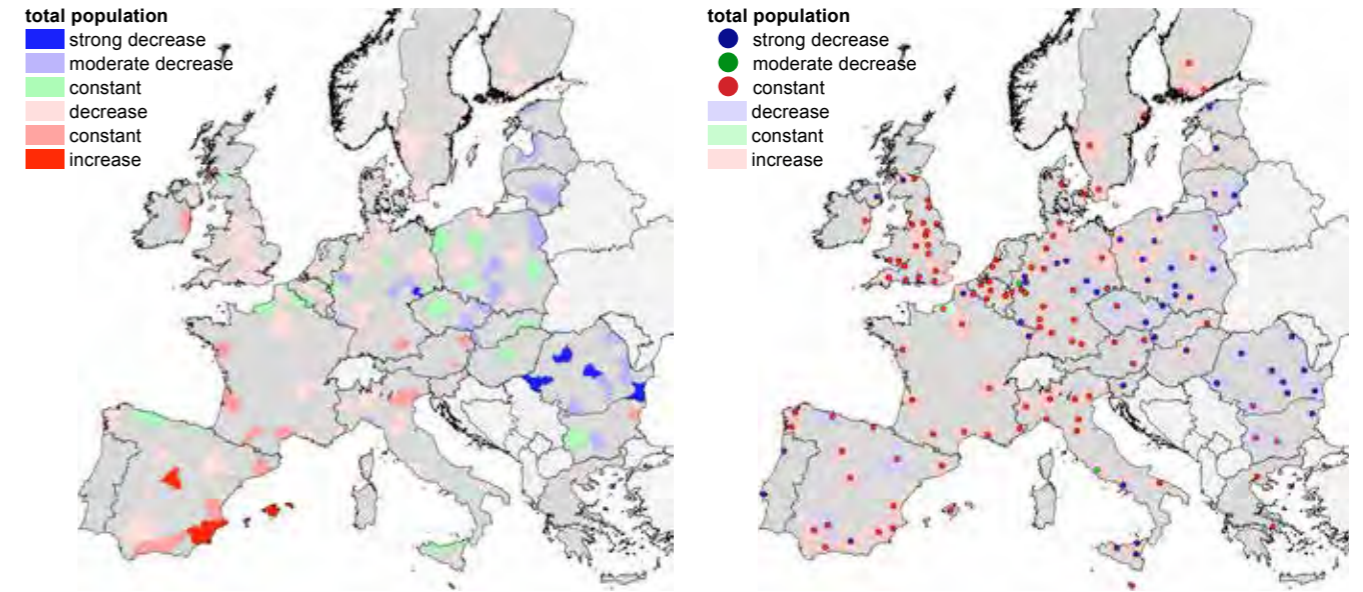 total population
strong decrease
moderate decrease
constant
decrease
constant
increase
total population
strong decrease
moderate decrease
constant
decrease
constant
increase